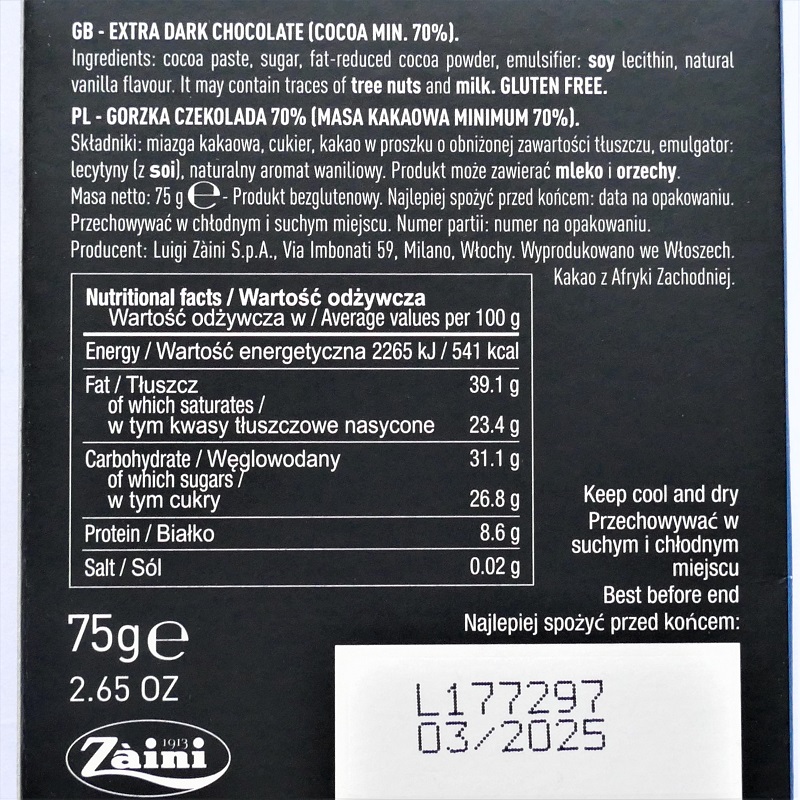 GB - EXTRA DARK CHOCOLATE (COCOA MIN. 70%).
Ingredients: cocoa paste, sugar, fat-reduced cocoa powder, emulsifier: soy lecithin, natural
vanilla flavour. It may contain traces of tree nuts and milk. GLUTEN FREE.
PL - GORZKA CZEKOLADA 70% (MASA KAKAOWA MINIMUM 70%).
Składniki: miazga kakaowa, cukier, kakao w proszku o obniżonej zawartości tłuszczu, emulgator:
lecytyny (z soi), naturalny aromat waniliowy. Produkt może zawierać mleko i orzechy.
Masa netto: 75 g ℮ - Produkt bezglutenowy. Najlepiej spożyć przed końcem: data na opakowaniu.
Przechowywać w chłodnym i suchym miejscu. Numer partii: numer na opakowaniu.
Producent: Luigi Zàini S.p.A., Via Imbonati 59, Milano, Włochy. Wyprodukowano we Włoszech.
Kakao z Afryki Zachodniej.
Nutritional facts / Wartość odżywcza
Wartość odżywcza w / Average values per 100 g
Energy / Wartość energetyczna 2265 kJ / 541 kcal
Fat / Tłuszcz 39.1 g
of which saturates /
w tym kwasy tłuszczowe nasycone 23.4 g
Carbohydrate / Węglowodany 31.1 g
of which sugars /
w tym cukry 26.8 g
Protein / Białko 8.6 g
Salt / Sól 0.02 g
Keep cool and dry
Przechowywać w
suchym i chłodnym
miejscu
Best before end
Najlepiej spożyć przed końcem:
75g℮
2.65 OZ
L177297
03/2025
1913
Zàini